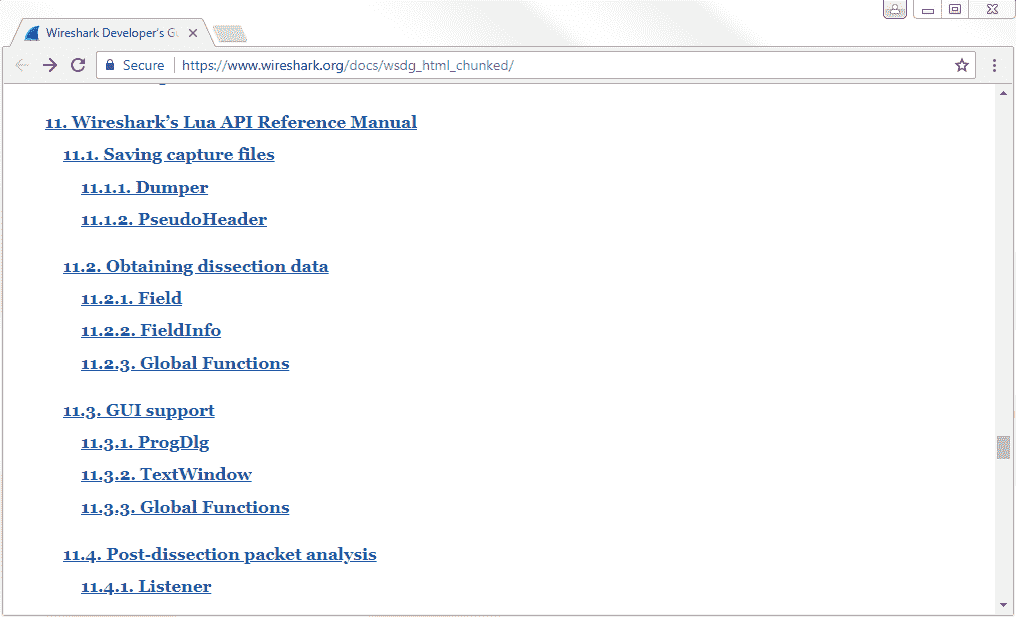 Wireshark Developer's Gu
Secure
https://www.wireshark.org/docs/wsdg_html_chunked/
11. Wireshark’s Lua API Reference Manual
11.1. Saving capture files
11.1.1. Dumper
11.1.2. PseudoHeader
11.2. Obtaining dissection data
11.2.1. Field
11.2.2. FieldInfo
11.2.3. Global Functions
11.3. GUI support
11.3.1. ProgDlg
11.3.2. TextWindow
11.3.3. Global Functions
11.4. Post-dissection packet analysis
11.4.1. Listener